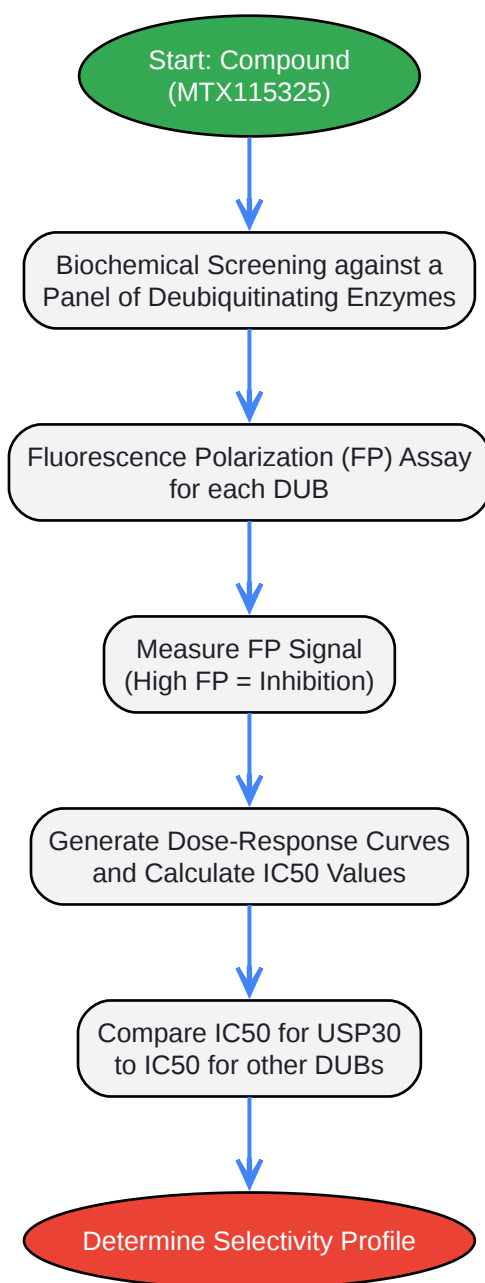 Start: Compound
(MTX115325)
Biochemical Screening against a
Panel of Deubiquitinating Enzymes
Fluorescence Polarization (FP) Assay
for each DUB
Measure FP Signal
(High FP = Inhibition)
Generate Dose-Response Curves
and Calculate IC50 Values
Compare IC50 for USP30
to IC50 for other DUBs
Determine Selectivity Profile